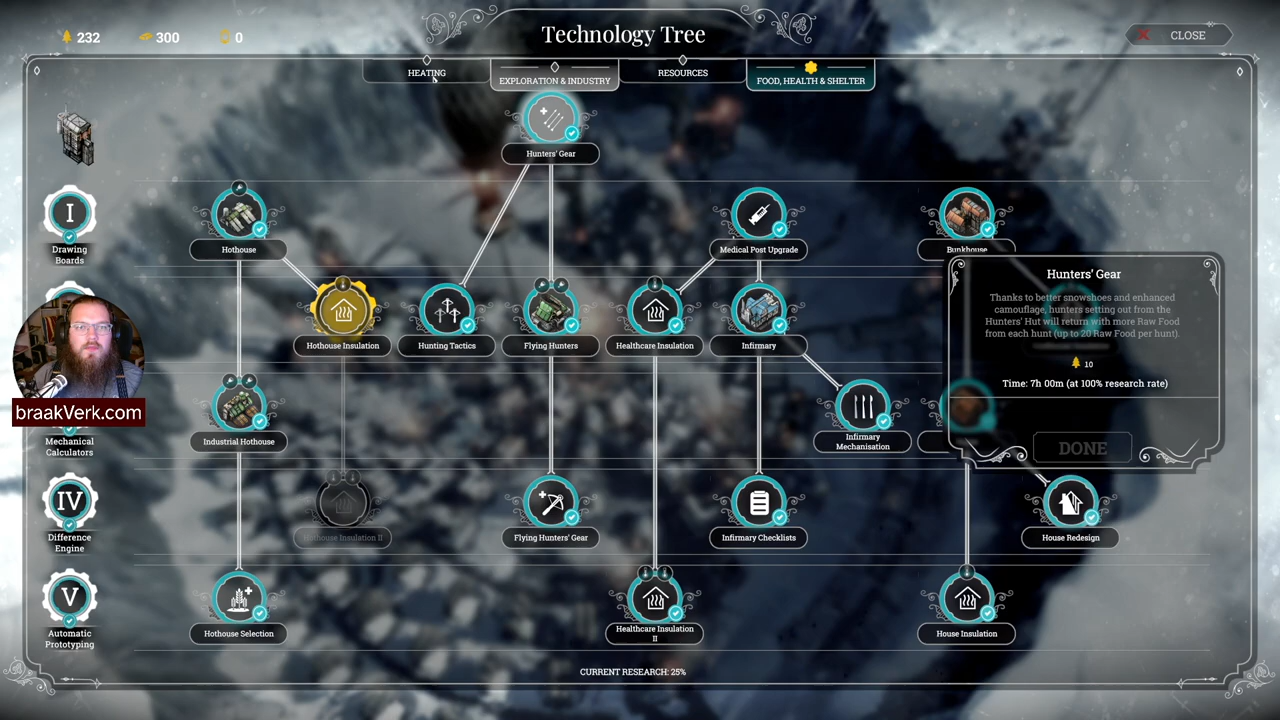 232
300
0
Technology Tree
CLOSE
HEATING
EXPLORATION & INDUSTRY
RESOURCES
FOOD, HEALTH & SHELTER
Hunters' Gear
I
Drawing
Boards
Hothouse
Medical Post Upgrade
Bunkhouse
Hunters' Gear
Thanks to better snowshoes and enhanced
camouflage, hunters setting out from the
Hunters' Hut will return with more Raw Food
from each hunt (up to 20 Raw Food per hunt).
10
Time: 7h 00m (at 100% research rate)
DONE
Hothouse Insulation
Hunting Tactics
Flying Hunters
Healthcare Insulation
Infirmary
braakVerk.com
Mechanical
Calculators
Industrial Hothouse
Infirmary
Mechanisation
IV
Difference
Engine
Hothouse Insulation II
Flying Hunters' Gear
Infirmary Checklists
House Redesign
V
Automatic
Prototyping
Hothouse Selection
Healthcare Insulation
II
House Insulation
CURRENT RESEARCH: 25%